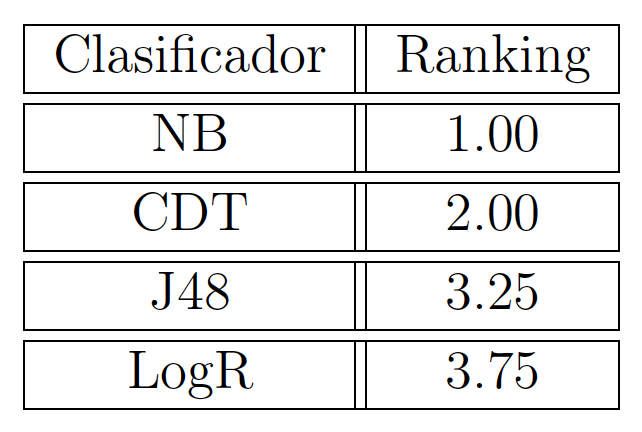 Clasificador Ranking
NB 1.00
CDT 2.00
J48 3.25
LogR 3.75